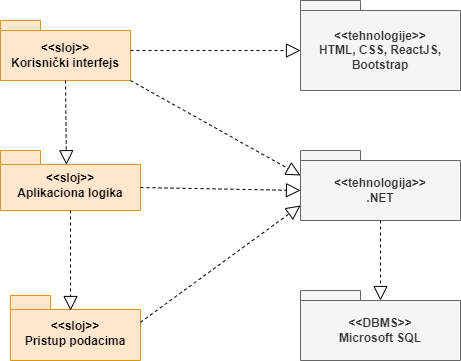 <<sloj>>
Korisnički interfejs
<<tehnologije>>
HTML, CSS, ReactJS,
Bootstrap
<<sloj>>
Aplikaciona logika
<<tehnologija>>
.NET
<<sloj>>
Pristup podacima
<<DBMS>>
Microsoft SQL